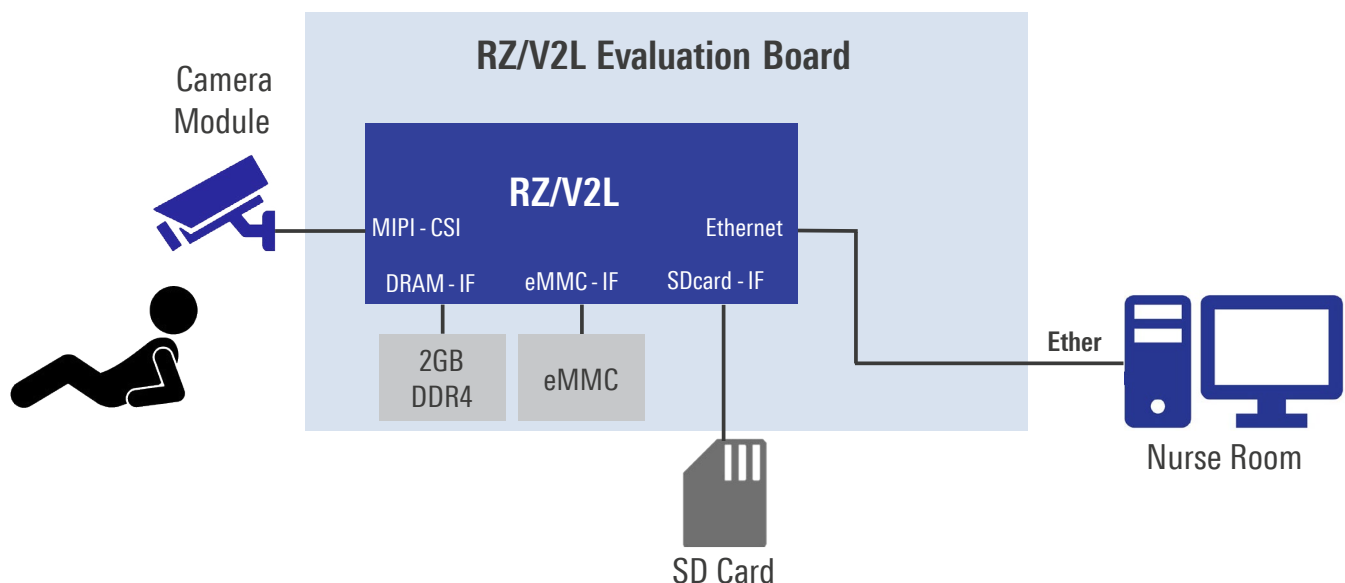 RZ/V2L Evaluation Board
Camera
Module
RZ/V2L
MIPI - CSI
Ethernet
DRAM - IF
eMMC - IF
SDcard - IF
2GB
DDR4
eMMC
Ether
Nurse Room
SD Card